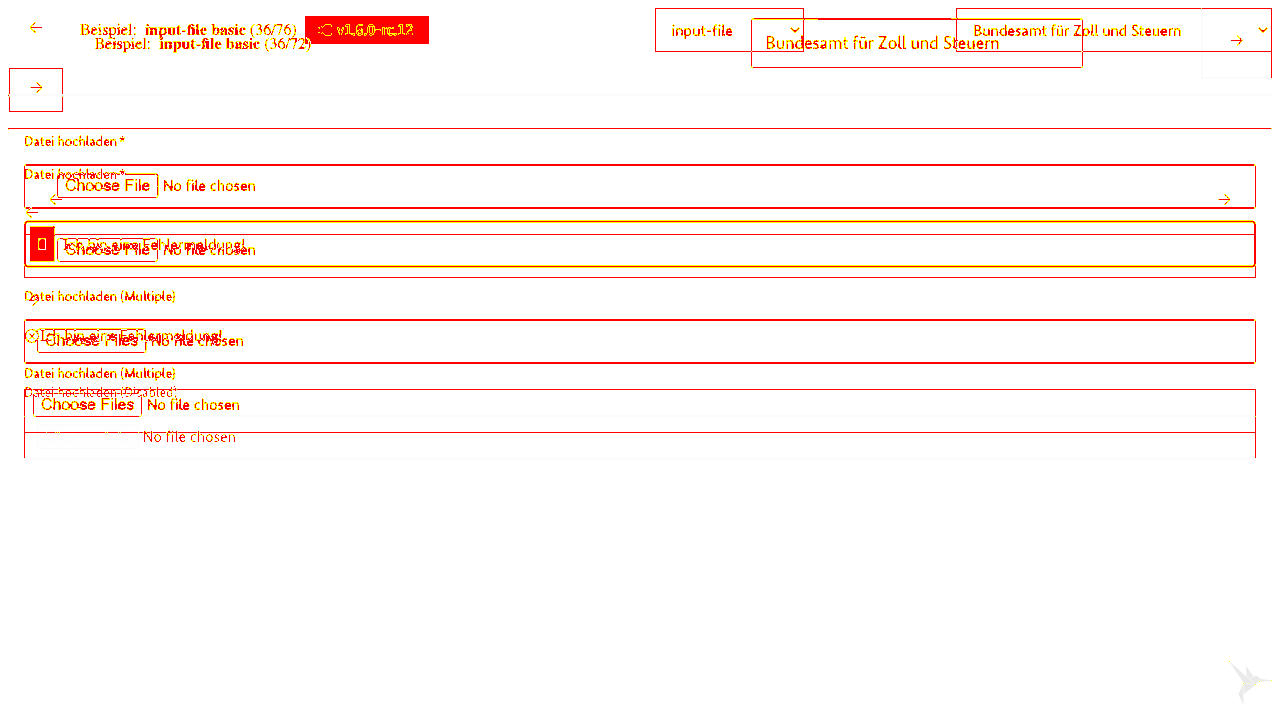 Beispiel: input-file basic (36/76)
v1.6.0-rc.12
input-file
Bundesamt für Zoll und Steuern
Beispiel: input-file basic (36/72)
Bundesamt für Zoll und Steuern
Datei hochladen *
Datei hochladen *
Choose File No file chosen
Ich bin eine Fehlermeldung!
Choose File No file chosen
Datei hochladen (Multiple)
Ich bin eine Fehlermeldung!
Choose Files No file chosen
Datei hochladen (Multiple)
Datei hochladen (Disabled)
Choose Files No file chosen
No file chosen